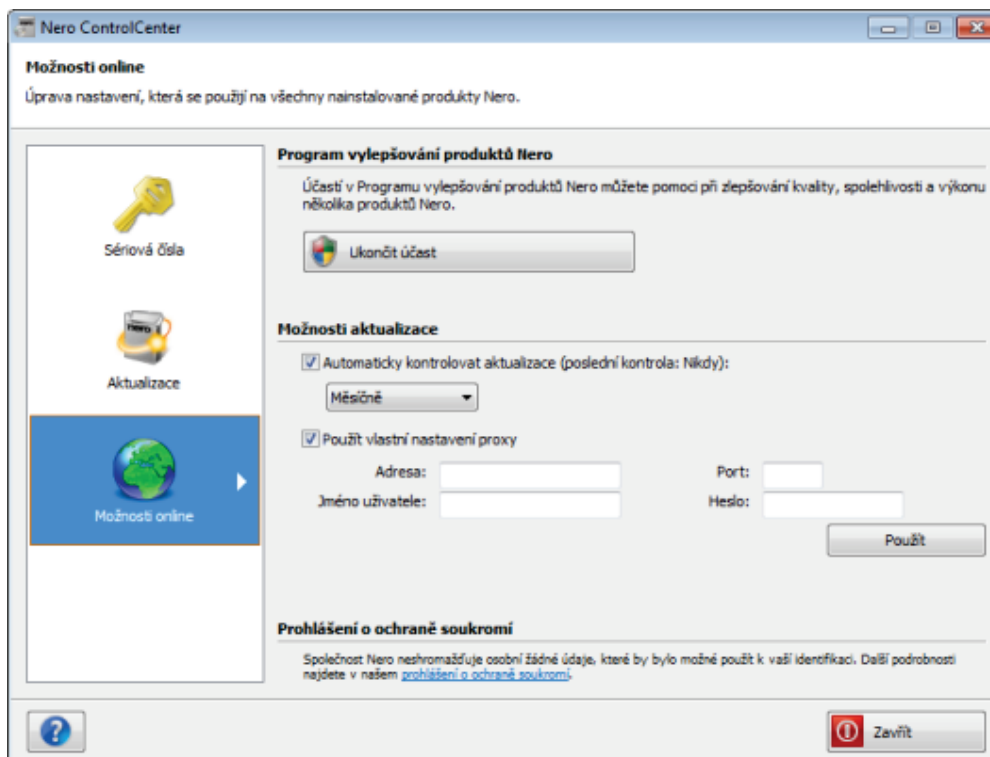 Nero ControlCenter
Možnosti online
Úprava nastavení, která se použijí na všechny nainstalované produkty Nero.
Sériová čísla
nero
Aktualizace
Možnosti online
Program vylepšování produktů Nero
Účastí v Programu vylepšování produktů Nero můžete pomoci při zlepšování kvality, spolehlivosti a výkonu
několika produktů Nero.
Ukončit účast
Možnosti aktualizace
Automaticky kontrolovat aktualizace (poslední kontrola: Nikdy):
Měsíčně
Použít vlastní nastavení proxy
Adresa:
Port:
Jméno uživatele:
Heslo:
Použít
Prohlášení o ochraně soukromí
Společnost Nero neshromažďuje osobní žádné údaje, které by bylo možné použít k vaší identifikaci. Další podrobnosti
najdete v našem prohlášení o ochraně soukromí.
?
Zavřít